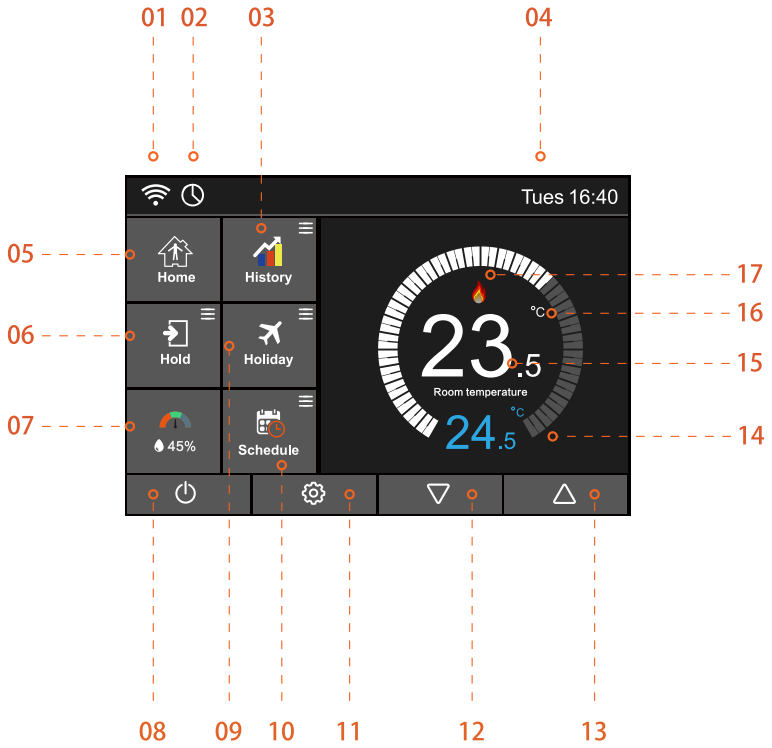 01 02 03 04
Tues 16:40
05
Home
History
17
16
°C
06
Hold
Holiday
23.5
15
Room temperature
07
45%
Schedule
°C
24.5
14
08 09 10 11 12 13